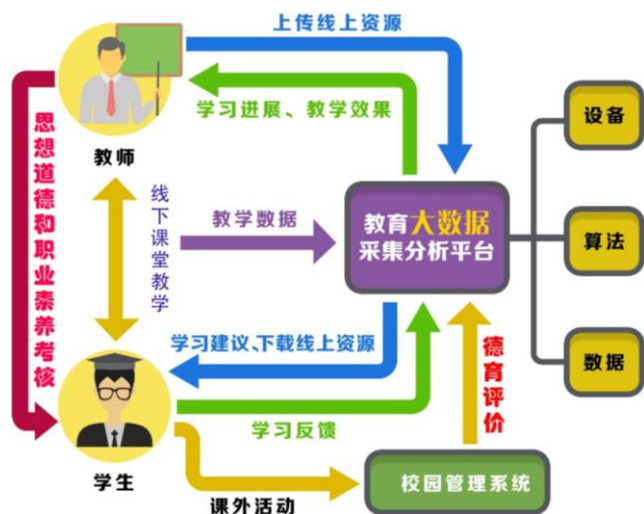 上传线上资源
学习进展、教学效果
教师
思想道德和职业素养考核
线下课堂教学
教学数据
教育大数据
采集分析平台
设备
算法
数据
学习建议、下载线上资源
学习反馈
德育评价
学生
课外活动
校园管理系统